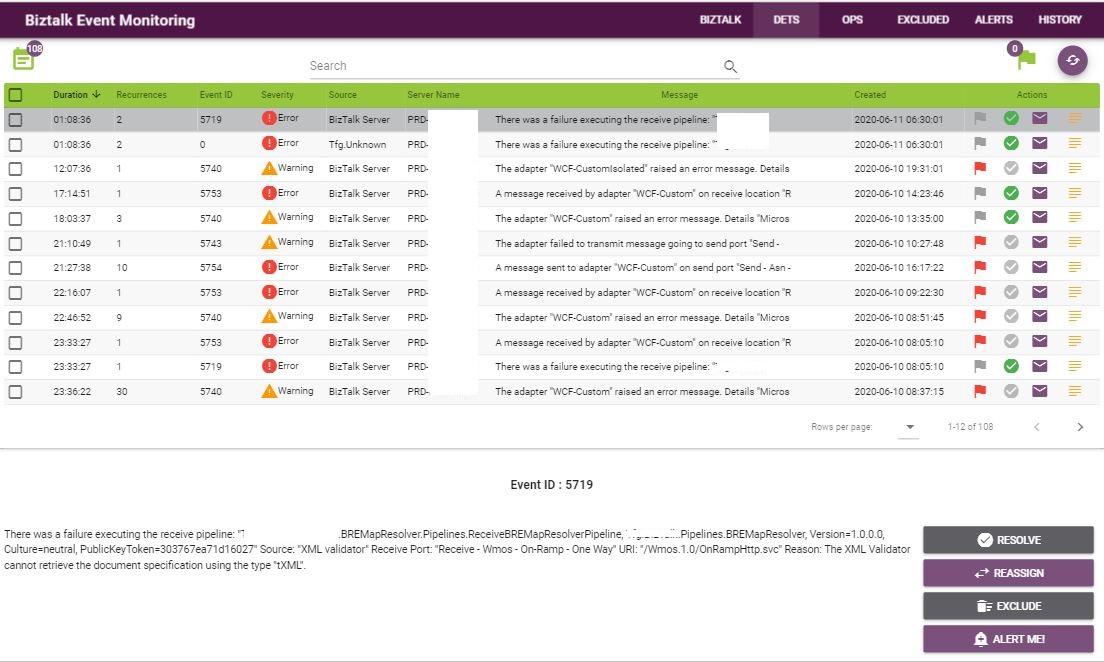 Biztalk Event Monitoring BIZTALK DETS OPS EXCLUDED ALERTS HISTORY
108 Search 0
Duration Recurrences Event ID Severity Source Server Name Message Created Actions
01:08:36 2 5719 Error BizTalk Server PRD- There was a failure executing the receive pipeline: " 2020-06-11 06:30:01
01:08:36 2 0 Error Tfg.Unknown PRD- There was a failure executing the receive pipeline: " 2020-06-11 06:30:01
12:07:36 1 5740 Warning BizTalk Server PRD- The adapter "WCF-CustomIsolated" raised an error message. Details 2020-06-10 19:31:01
17:14:51 1 5753 Error BizTalk Server PRD- A message received by adapter "WCF-Custom" on receive location "R 2020-06-10 14:23:46
18:03:37 3 5740 Warning BizTalk Server PRD- The adapter "WCF-Custom" raised an error message. Details "Micros 2020-06-10 13:35:00
21:10:49 1 5743 Warning BizTalk Server PRD- The adapter failed to transmit message going to send port "Send - 2020-06-10 10:27:48
21:27:38 10 5754 Error BizTalk Server PRD- A message sent to adapter "WCF-Custom" on send port "Send - Asn - 2020-06-10 16:17:22
22:16:07 1 5753 Error BizTalk Server PRD- A message received by adapter "WCF-Custom" on receive location "R 2020-06-10 09:22:30
22:46:52 9 5740 Warning BizTalk Server PRD- The adapter "WCF-Custom" raised an error message. Details "Micros 2020-06-10 08:51:45
23:33:27 1 5753 Error BizTalk Server PRD- A message received by adapter "WCF-Custom" on receive location "R 2020-06-10 08:05:10
23:33:27 1 5719 Error BizTalk Server PRD- There was a failure executing the receive pipeline: " 2020-06-10 08:05:10
23:36:22 30 5740 Warning BizTalk Server PRD- The adapter "WCF-Custom" raised an error message. Details "Micros 2020-06-10 08:37:15
Rows per page: 1-12 of 108
Event ID : 5719
There was a failure executing the receive pipeline: "T .BREMapResolver.Pipelines.ReceiveBREMapResolverPipeline, .Pipelines.BREMapResolver, Version=1.0.0.0,
Culture=neutral, PublicKeyToken=303767ea71d16027" Source: "XML validator" Receive Port: "Receive - Wmos - On-Ramp - One Way" URI: "/Wmos.1.0/OnRampHttp.svc" Reason: The XML Validator
cannot retrieve the document specification using the type "tXML".
RESOLVE
REASSIGN
EXCLUDE
ALERT ME!